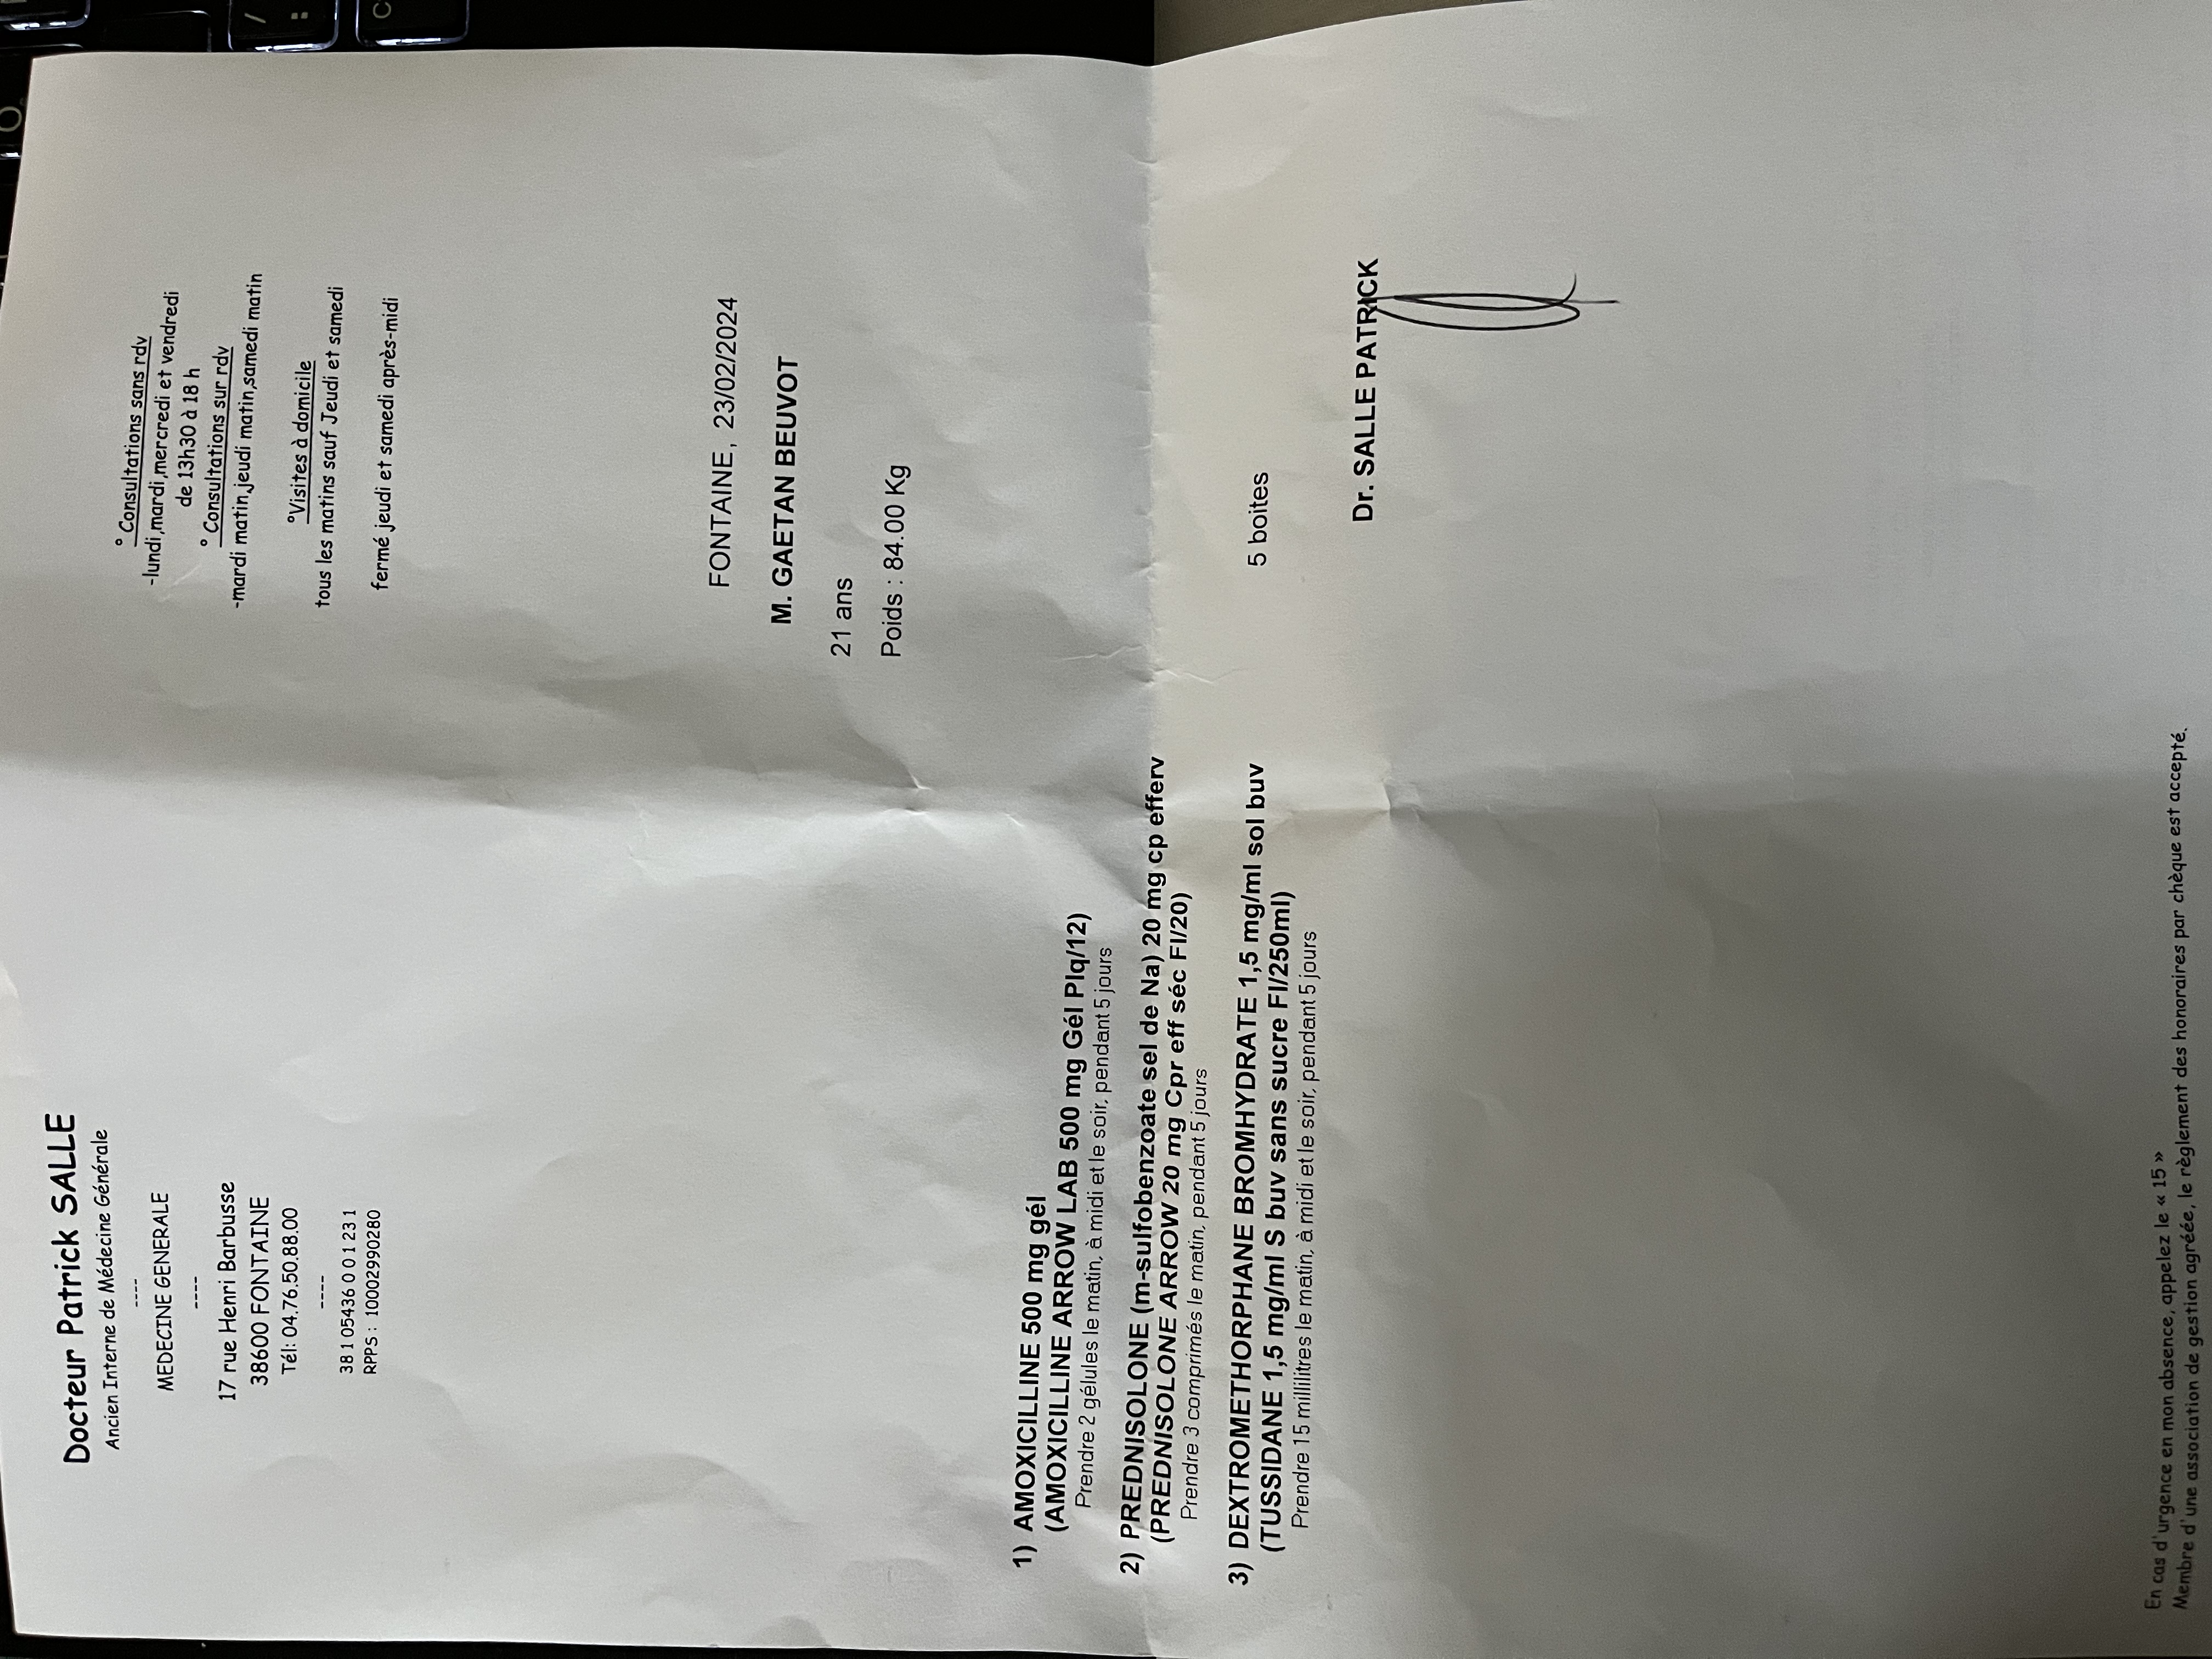 Docteur Patrick SALLE
Ancien Interne de Médecine Générale
----
MEDECINE GENERALE
----
17 rue Henri Barbusse
38600 FONTAINE
Tél: 04.76.50.88.00
----
38 1 05436 0 0 1 23 1
RPPS : 10002990280
° Consultations sans rdv
-lundi,mardi,mercredi et vendredi
de 13h30 à 18 h
° Consultations sur rdv
-mardi matin,jeudi matin,samedi matin
°Visites à domicile
tous les matins sauf Jeudi et samedi
fermé jeudi et samedi après-midi
FONTAINE, 23/02/2024
M. GAETAN BEUVOT
21 ans
Poids : 84.00 Kg
1) AMOXICILLINE 500 mg gél
(AMOXICILLINE ARROW LAB 500 mg Gél Plq/12)
Prendre 2 gélules le matin, à midi et le soir, pendant 5 jours
2) PREDNISOLONE (m-sulfobenzoate sel de Na) 20 mg cp efferv
(PREDNISOLONE ARROW 20 mg Cpr eff séc Fl/20)
Prendre 3 comprimés le matin, pendant 5 jours
3) DEXTROMETHORPHANE BROMHYDRATE 1,5 mg/ml sol buv 5 boites
(TUSSIDANE 1,5 mg/ml S buv sans sucre Fl/250ml)
Prendre 15 millilitres le matin, à midi et le soir, pendant 5 jours
Dr. SALLE PATRICK
En cas d'urgence en mon absence, appelez le « 15 »
Membre d'une association de gestion agréée, le règlement des honoraires par chèque est accepté.